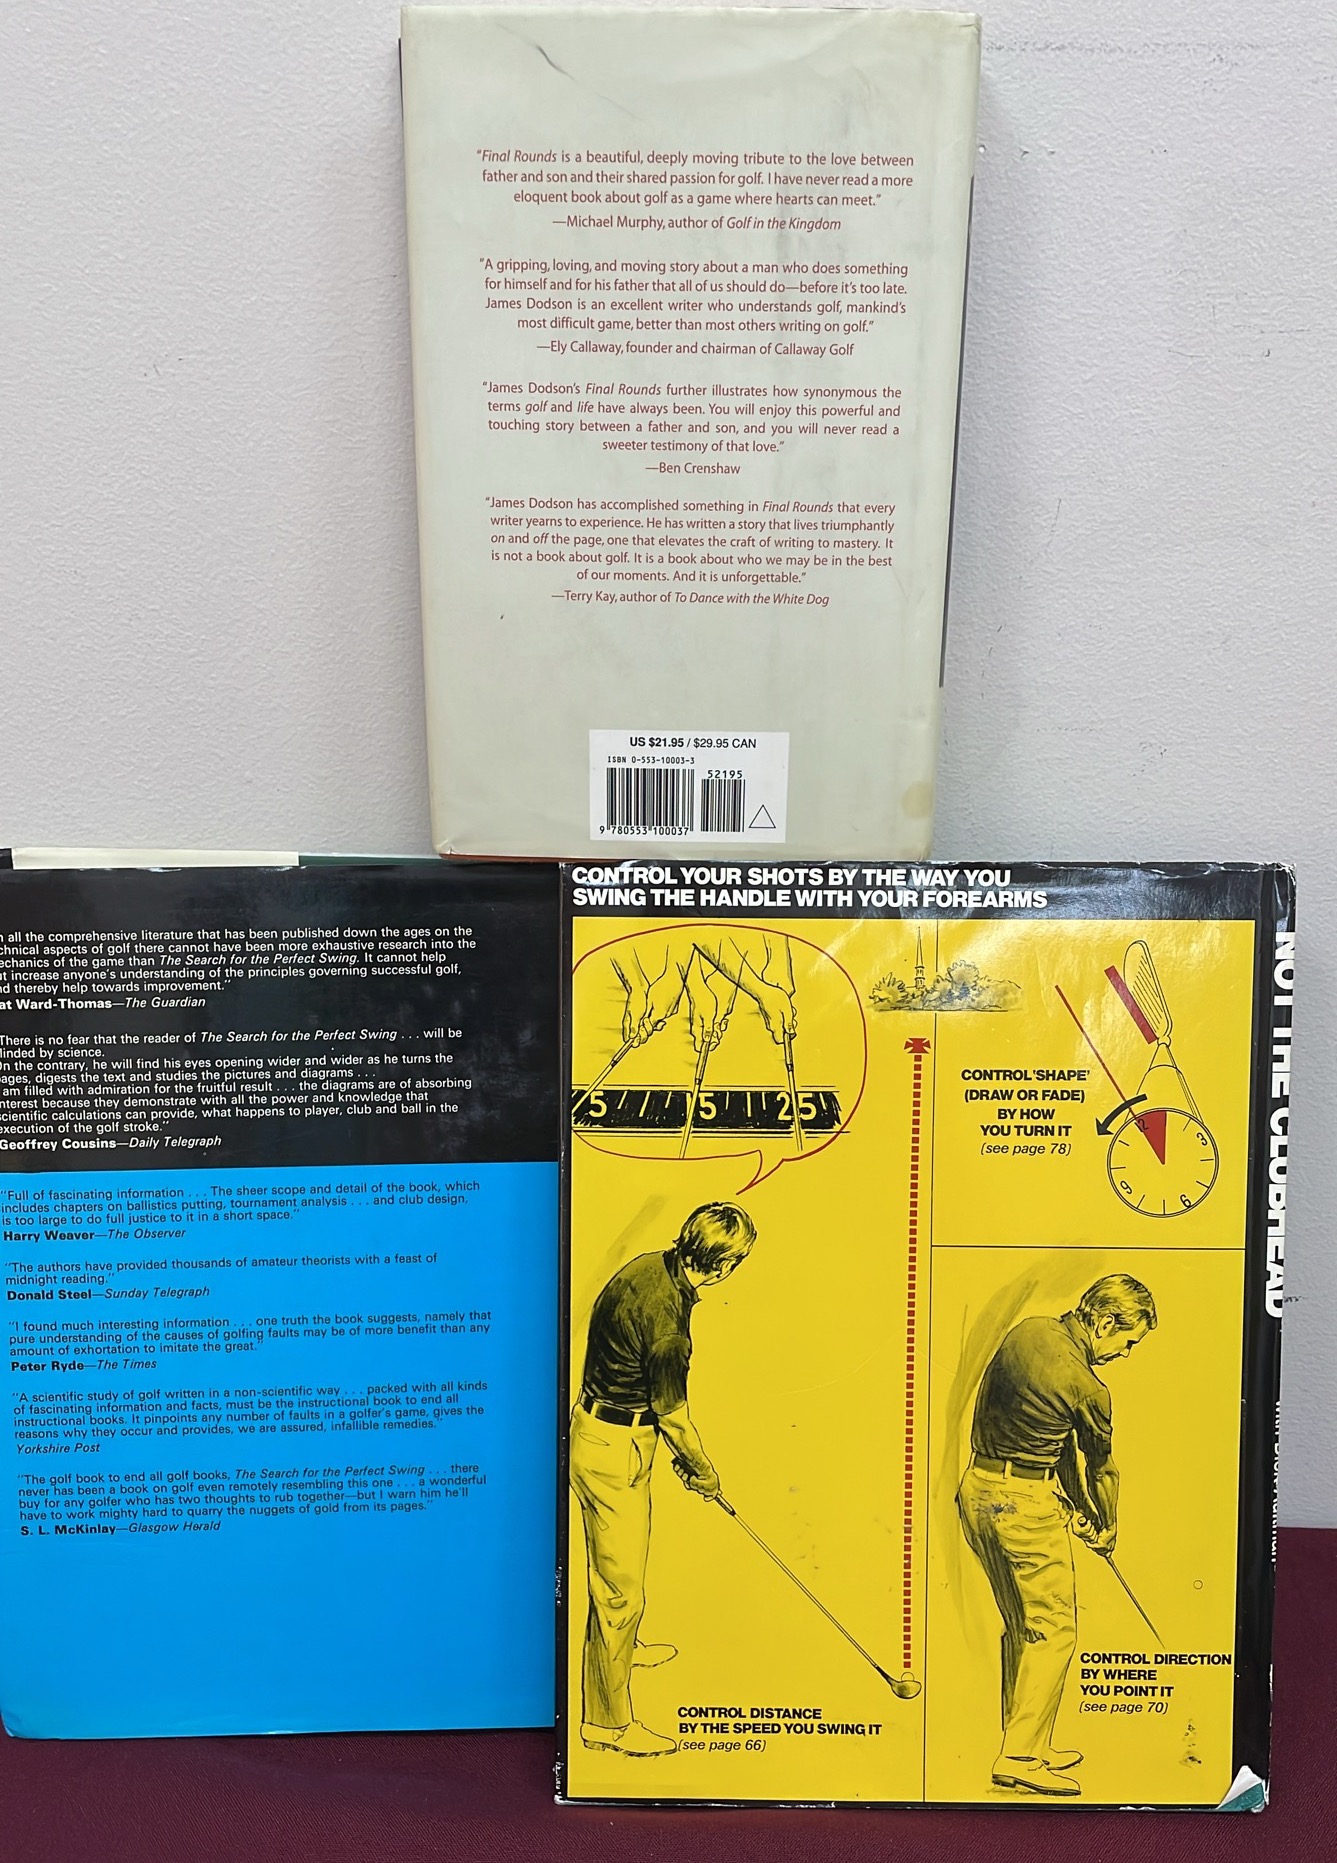 "Final Rounds is a beautiful, deeply moving tribute to the love between
father and son and their shared passion for golf. I have never read a more
eloquent book about golf as a game where hearts can meet."
—Michael Murphy, author of Golf in the Kingdom
"A gripping, loving, and moving story about a man who does something
for himself and for his father that all of us should do—before it's too late.
James Dodson is an excellent writer who understands golf, mankind's
most difficult game, better than most others writing on golf."
—Ely Callaway, founder and chairman of Callaway Golf
"James Dodson's Final Rounds further illustrates how synonymous the
terms golf and life have always been. You will enjoy this powerful and
touching story between a father and son, and you will never read a
sweeter testimony of that love."
—Ben Crenshaw
"James Dodson has accomplished something in Final Rounds that every
writer yearns to experience. He has written a story that lives triumphantly
on and off the page, one that elevates the craft of writing to mastery. It
is not a book about golf. It is a book about who we may be in the best
of our moments. And it is unforgettable."
—Terry Kay, author of To Dance with the White Dog
US $21.95 / $29.95 CAN
ISBN 0-553-10003-3
52195
9 780553 100037
all the comprehensive literature that has been published down the ages on the
chnical aspects of golf there cannot have been more exhaustive research into the
echanics of the game than The Search for the Perfect Swing. It cannot help
t increase anyone's understanding of the principles governing successful golf,
d thereby help towards improvement."
at Ward-Thomas—The Guardian
There is no fear that the reader of The Search for the Perfect Swing . . . will be
linded by science.
On the contrary, he will find his eyes opening wider and wider as he turns the
ages, digests the text and studies the pictures and diagrams . . .
am filled with admiration for the fruitful result . . . the diagrams are of absorbing
nterest because they demonstrate with all the power and knowledge that
cientific calculations can provide, what happens to player, club and ball in the
execution of the golf stroke."
Geoffrey Cousins—Daily Telegraph
"Full of fascinating information . . . The sheer scope and detail of the book, which
includes chapters on ballistics putting, tournament analysis . . . and club design,
is too large to do full justice to it in a short space."
Harry Weaver—The Observer
"The authors have provided thousands of amateur theorists with a feast of
midnight reading."
Donald Steel—Sunday Telegraph
"I found much interesting information . . . one truth the book suggests, namely that
pure understanding of the causes of golfing faults may be of more benefit than any
amount of exhortation to imitate the great."
Peter Ryde—The Times
"A scientific study of golf written in a non-scientific way . . . packed with all kinds
of fascinating information and facts, must be the instructional book to end all
instructional books. It pinpoints any number of faults in a golfer's game, gives the
reasons why they occur and provides, we are assured, infallible remedies."
Yorkshire Post
"The golf book to end all golf books, The Search for the Perfect Swing . . . there
never has been a book on golf even remotely resembling this one . . . a wonderful
buy for any golfer who has two thoughts to rub together—but I warn him he'll
have to work mighty hard to quarry the nuggets of gold from its pages."
S. L. McKinlay—Glasgow Herald
CONTROL YOUR SHOTS BY THE WAY YOU
SWING THE HANDLE WITH YOUR FOREARMS
5 15 25
CONTROL 'SHAPE'
(DRAW OR FADE)
BY HOW
YOU TURN IT
(see page 78)
12 3 6 9
CONTROL DISTANCE
BY THE SPEED YOU SWING IT
(see page 66)
CONTROL DIRECTION
BY WHERE
YOU POINT IT
(see page 70)
NOT THE CLUBHEAD